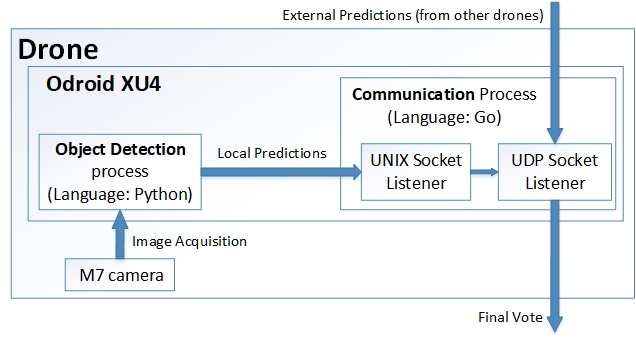 External Predictions (from other drones)
Drone
Odroid XU4
Communication Process
(Language: Go)
Object Detection
process
(Language: Python)
Local Predictions
UNIX Socket
Listener
UDP Socket
Listener
Image Acquisition
M7 camera
Final Vote